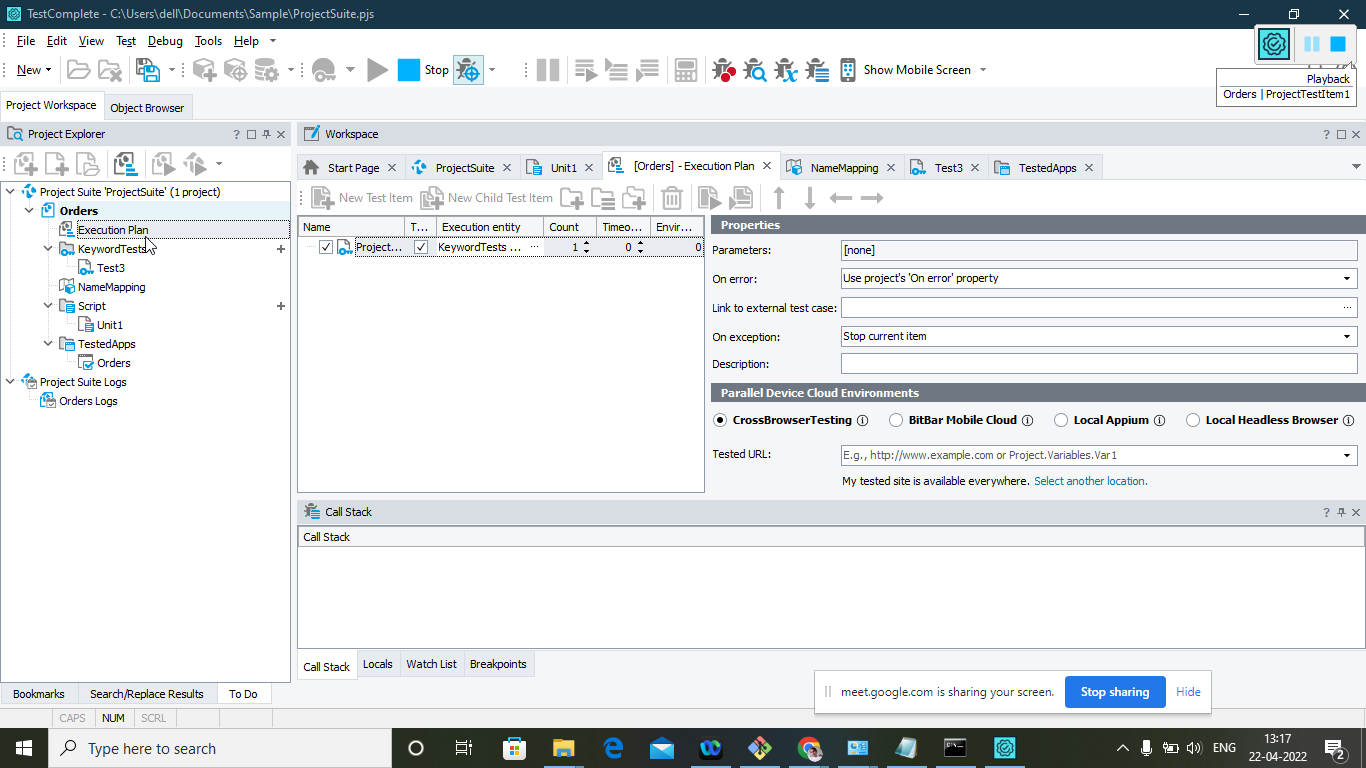 TestComplete - C:\Users\dell\Documents\Sample\ProjectSuite.pjs
File Edit View Test Debug Tools Help
New Stop Show Mobile Screen
Playback
Orders | ProjectTestItem1
Project Workspace Object Browser
Project Explorer
Workspace
Start Page ProjectSuite Unit1 [Orders] - Execution Plan NameMapping Test3 TestedApps
New Test Item New Child Test Item
Project Suite 'ProjectSuite' (1 project)
Orders
Execution Plan
KeywordTests
Test3
NameMapping
Script
Unit1
TestedApps
Orders
Project Suite Logs
Orders Logs
Name T... Execution entity Count Timeo... Envir...
Project... KeywordTests ... ... 1 0 0
Properties
Parameters: [none]
On error: Use project's 'On error' property
Link to external test case: ...
On exception: Stop current item
Description:
Parallel Device Cloud Environments
CrossBrowserTesting BitBar Mobile Cloud Local Appium Local Headless Browser
Tested URL: E.g., http://www.example.com or Project.Variables.Var1
My tested site is available everywhere. Select another location.
Call Stack
Call Stack
Call Stack Locals Watch List Breakpoints
Bookmarks Search/Replace Results To Do
CAPS NUM SCRL
meet.google.com is sharing your screen. Stop sharing Hide
Type here to search
ENG
13:17
22-04-2022
2